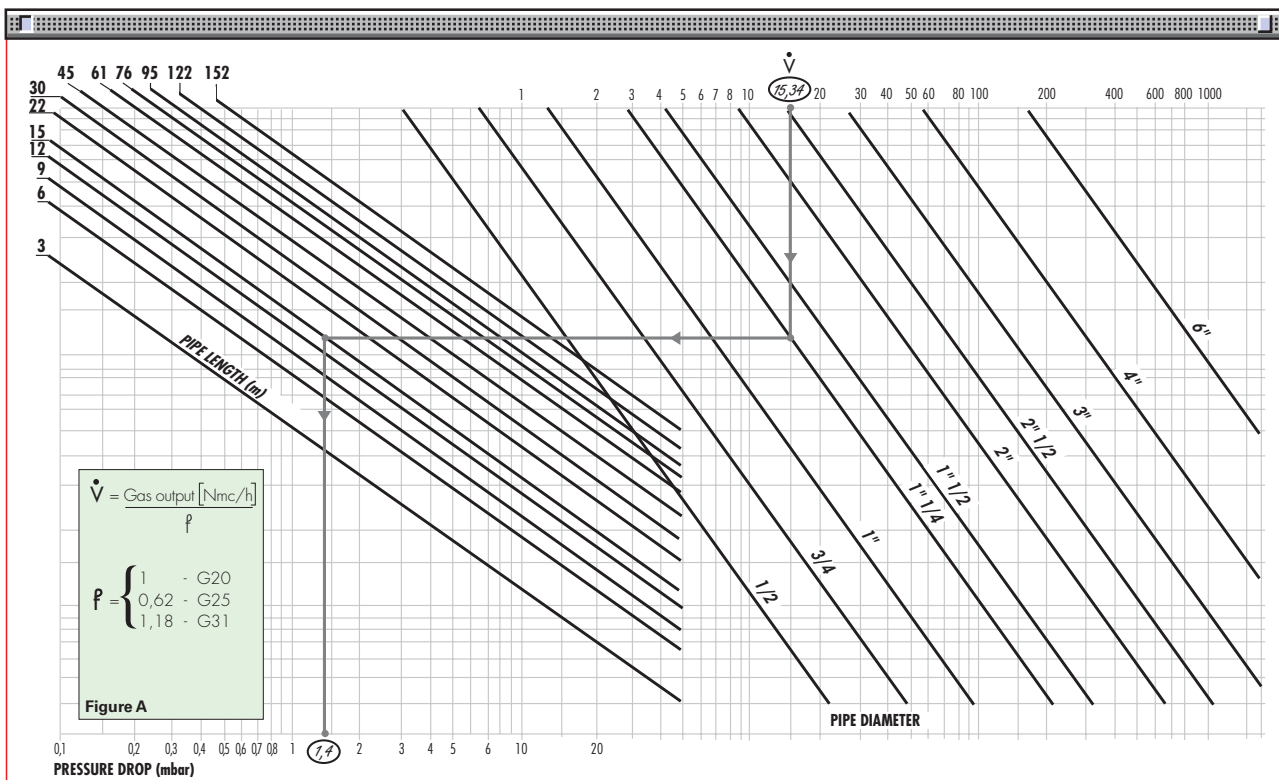 45 61 76 95 122 152
V
30 1 2 3 4 5 6 7 8 10 15,34 20 30 40 50 60 80 100 200 400 600 800 1000
22
15
12
9
6
3
PIPE LENGTH (m)
6"
4"
3"
2" 1/2
2"
1" 1/2
1" 1/4
1"
3/4
1/2
V = Gas output [Nmc/h]
f
f = { 1 - G20
0,62 - G25
1,18 - G31
Figure A
PIPE DIAMETER
0,1 0,2 0,3 0,4 0,5 0,6 0,7 0,8 1 1,4 2 3 4 5 6 10 20
PRESSURE DROP (mbar)